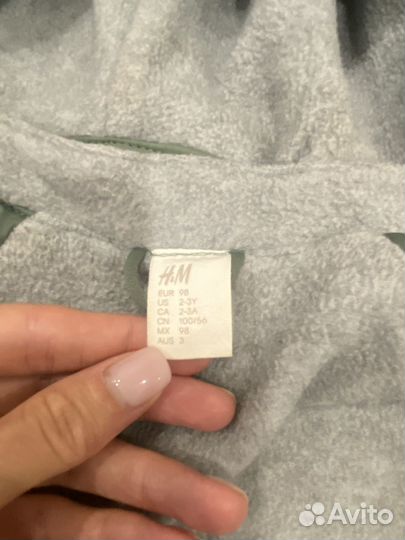 H&M
EUR 98
US 2-3Y
CA 2-3A
CN 100/56
MX 98
AUS 3
Avito